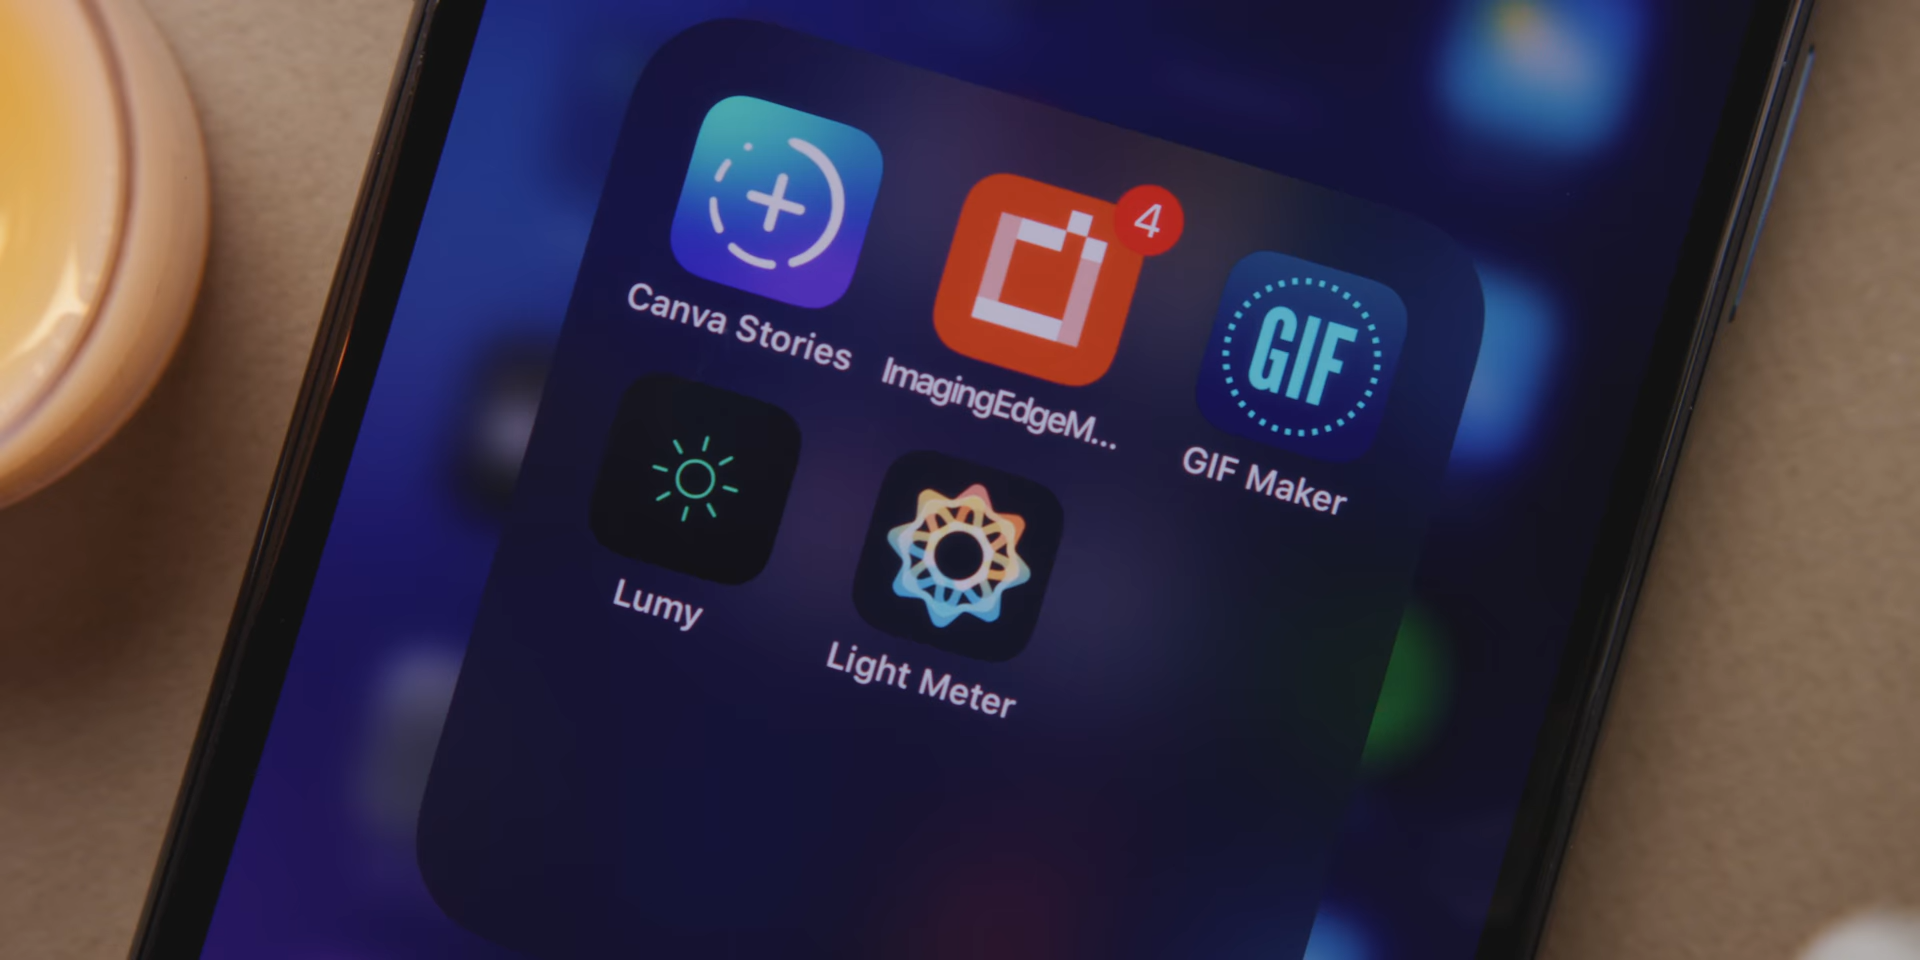 Canva Stories
4
ImagingEdgeM...
GIF
GIF Maker
Lumy
Light Meter